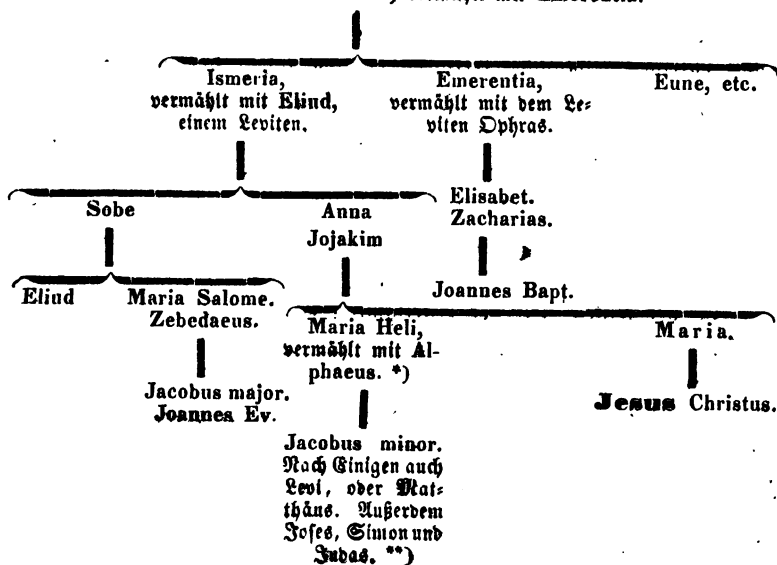 Ismeria,
vermählt mit Eliud,
einem Leviten.
Emerentia,
vermählt mit dem Le-
viten Ophras.
Eune, etc.
Sobe
Anna
Jojakim
Elisabet.
Zacharias.
Eliud
Maria Salome.
Zebedaeus.
Joannes Bapt.
Maria Heli,
vermählt mit Al-
phaeus. *)
Maria.
Jacobus major.
Joannes Ev.
Jesus Christus.
Jacobus minor.
Nach Einigen auch
Levi, oder Mat-
thäus. Außerdem
Joses, Simon und
Judas. **)